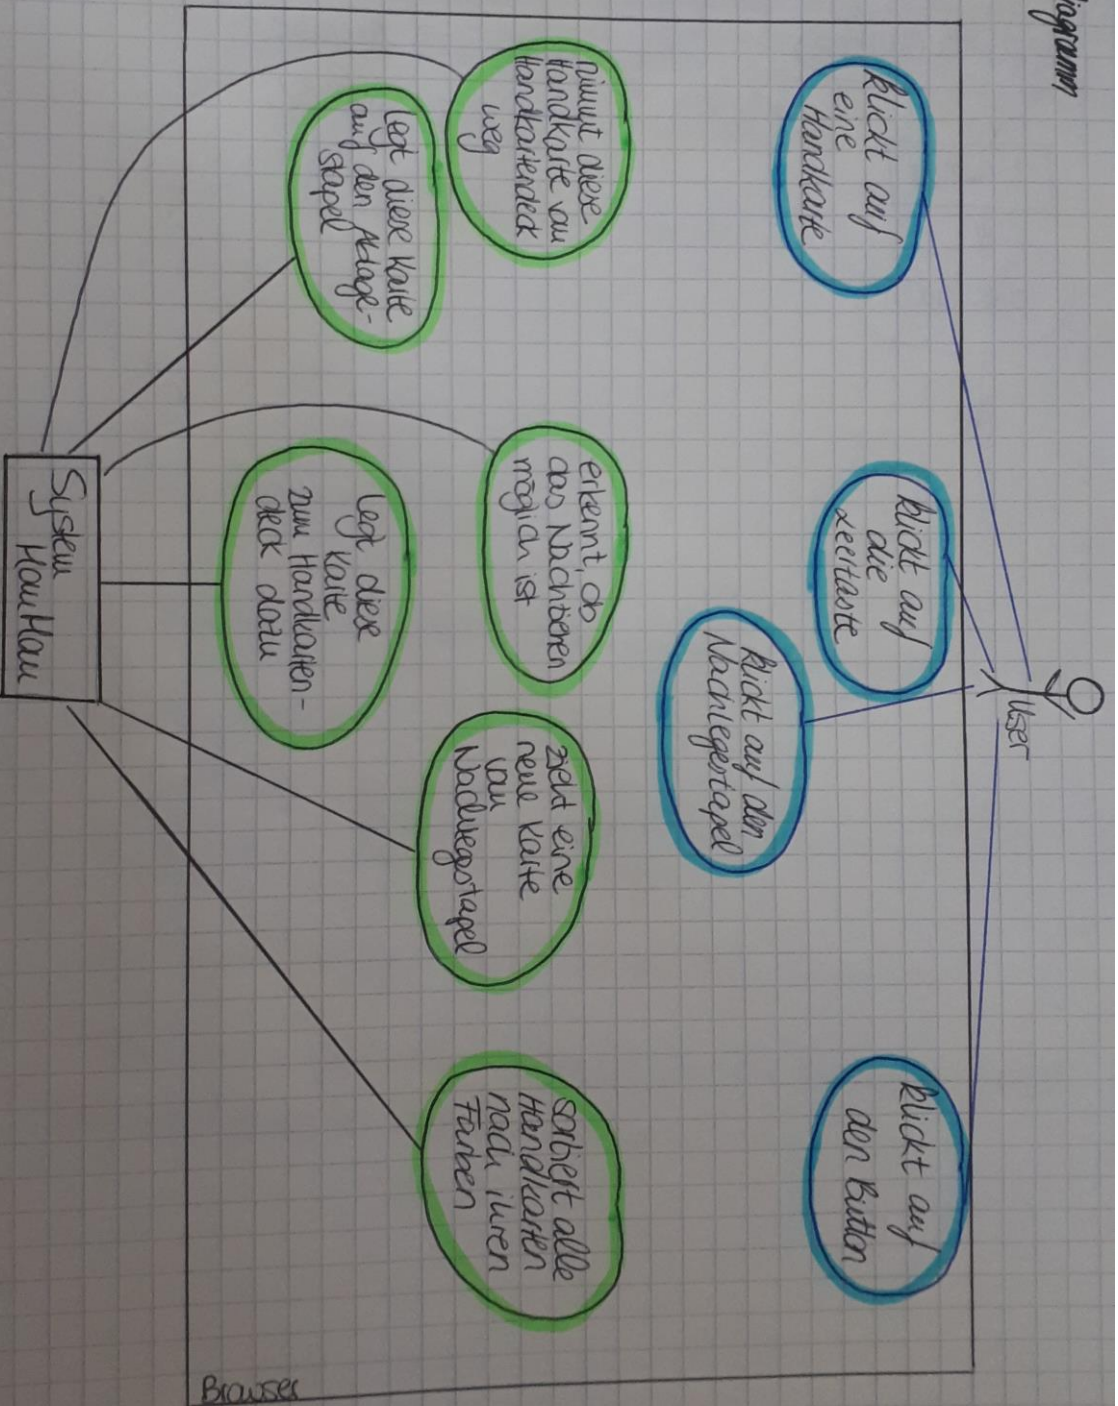 Diagramm
User
klickt auf
eine
Handkarte
klickt auf
die
Leertaste
klickt auf den
Nachlegestapel
klickt auf
den Button
nimmt diese
Handkarte vom
Handkartendeck
weg
legt diese Karte
auf den Ablage-
stapel
erkennt, ob
das Nachziehen
möglich ist
legt diese
Karte
zum Handkarten-
deck dazu
zieht eine
neue Karte
vom
Nachlegestapel
sortiert alle
Handkarten
nach ihren
Farben
Browser
System
MauMau